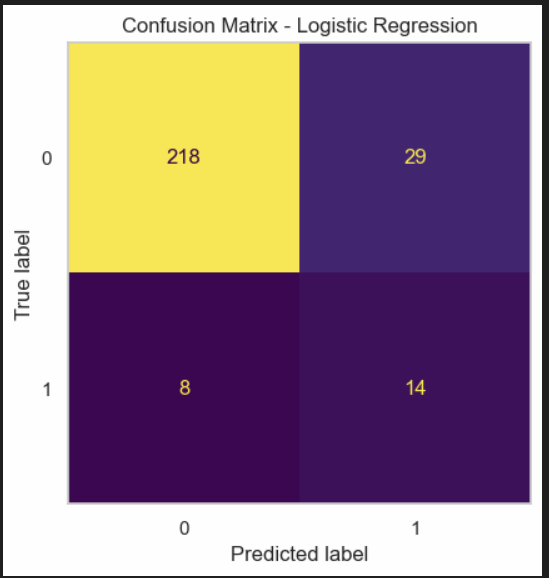 Confusion Matrix - Logistic Regression
True label
0
218
29
1
8
14
0
1
Predicted label